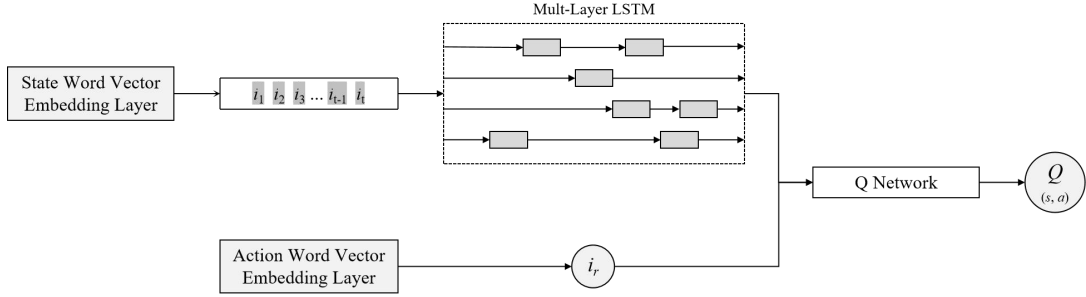 Mult-Layer LSTM
State Word Vector
Embedding Layer
i1 i2 i3 ... it-1 it
Q Network
Q
(s, a)
Action Word Vector
Embedding Layer
ir